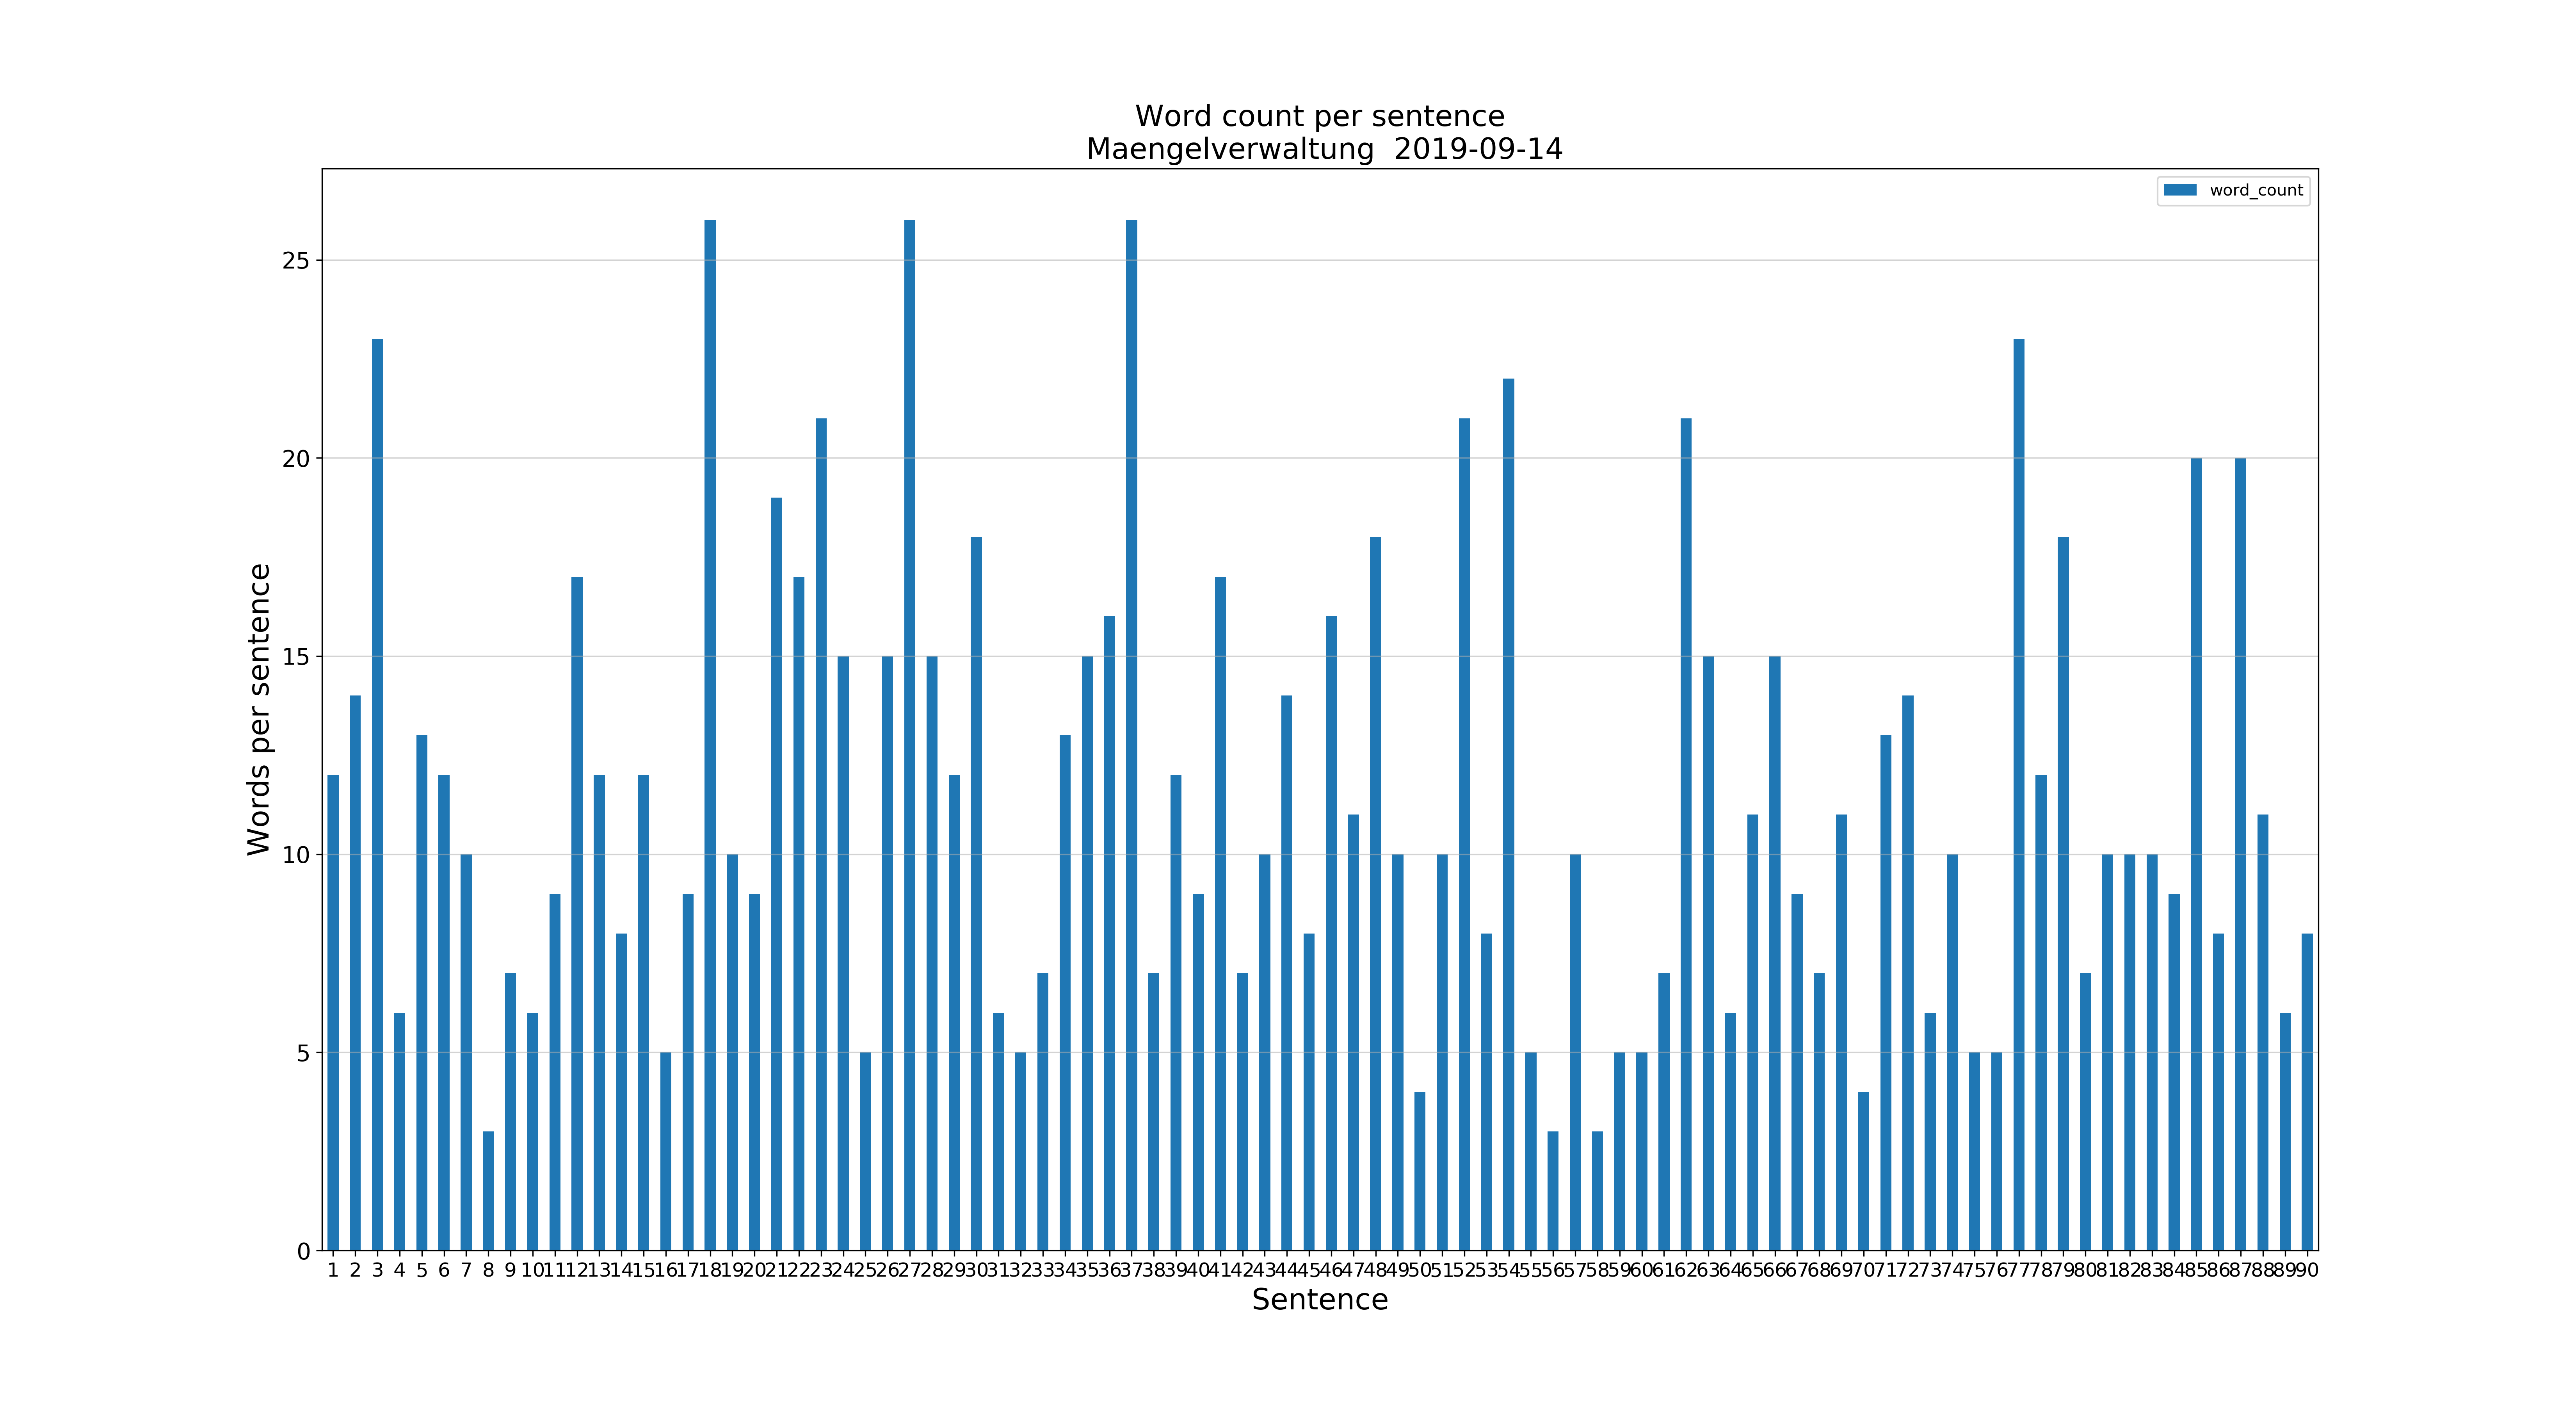 Word count per sentence
Maengelverwaltung  2019-09-14
word_count
Words per sentence
25
20
15
10
5
0
1 2 3 4 5 6 7 8 9 10 11 12 13 14 15 16 17 18 19 20 21 22 23 24 25 26 27 28 29 30 31 32 33 34 35 36 37 38 39 40 41 42 43 44 45 46 47 48 49 50 51 52 53 54 55 56 57 58 59 60 61 62 63 64 65 66 67 68 69 70 71 72 73 74 75 76 77 78 79 80 81 82 83 84 85 86 87 88 89 90
Sentence